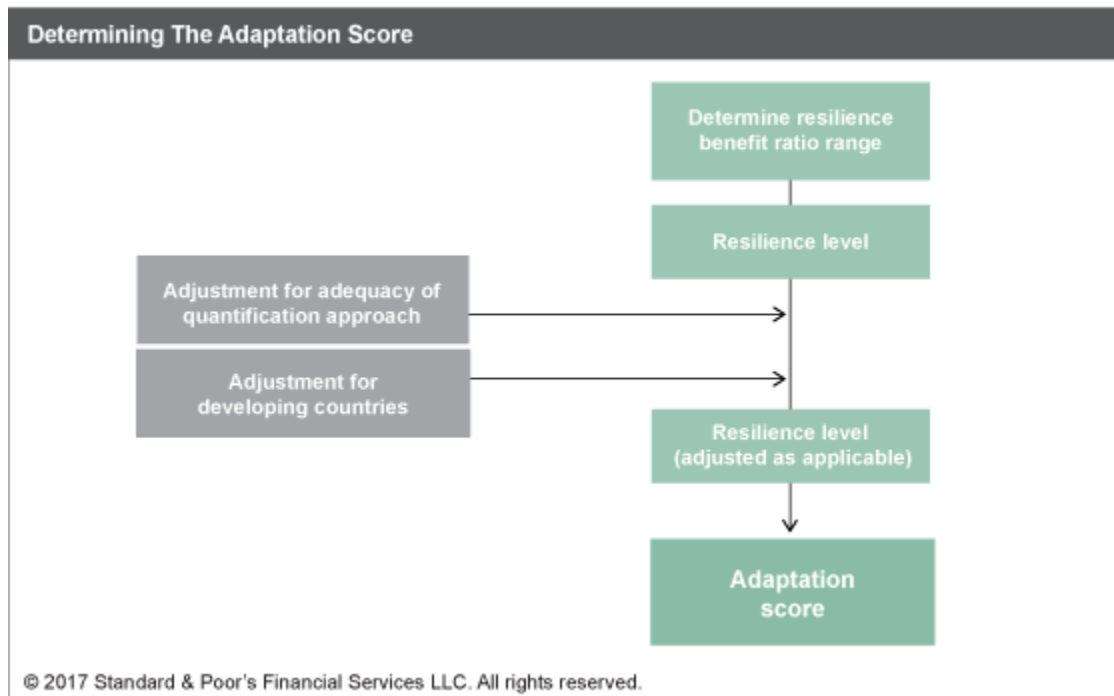 Determining The Adaptation Score
Determine resilience
benefit ratio range
Resilience level
Adjustment for adequacy of
quantification approach
Adjustment for
developing countries
Resilience level
(adjusted as applicable)
Adaptation
score
© 2017 Standard & Poor's Financial Services LLC. All rights reserved.